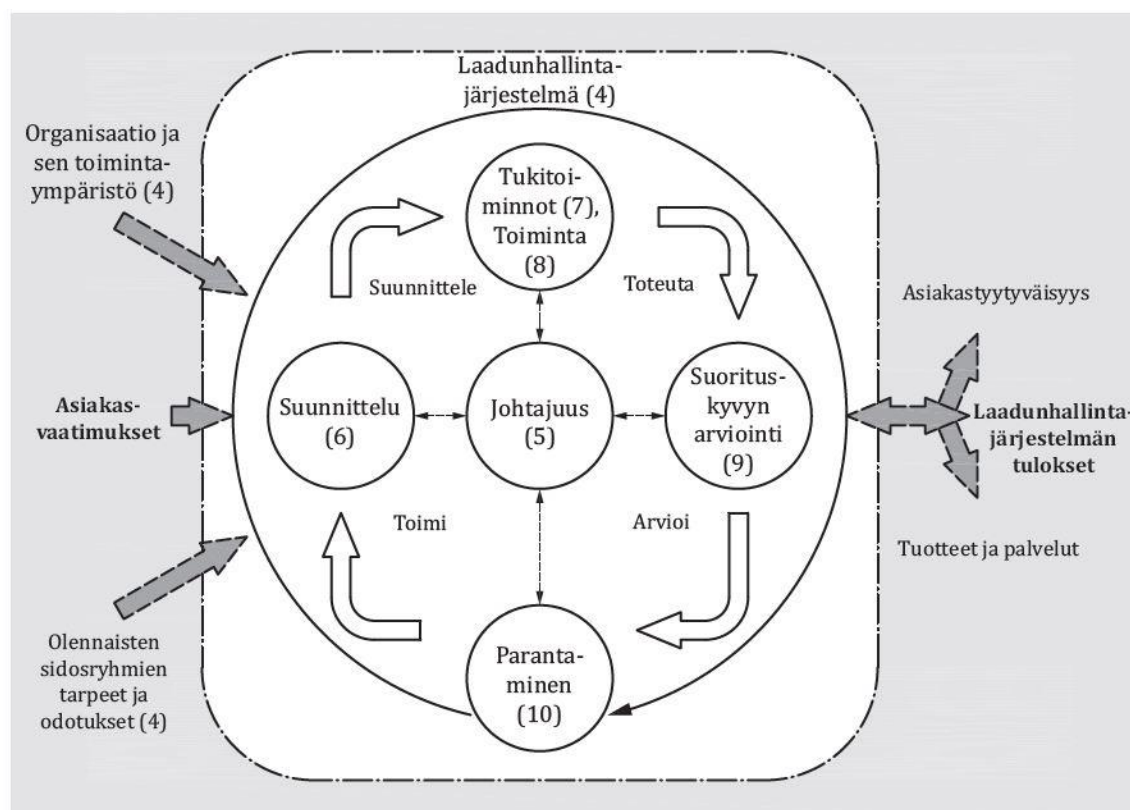 Laadunhallinta-
järjestelmä (4)
Organisaatio ja
sen toiminta-
ympäristö (4)
Tukitoi-
minnot (7),
Toiminta
(8)
Suunnittele
Toteuta
Asiakastyytyväisyys
Asiakas-
vaatimukset
Suunnittelu
(6)
Johtajuus
(5)
Suoritus-
kyvyn
arviointi
(9)
Laadunhallinta-
järjestelmän
tulokset
Toimi
Arvioi
Tuotteet ja palvelut
Olennaisten
sidosryhmien
tarpeet ja
odotukset (4)
Paranta-
minen
(10)